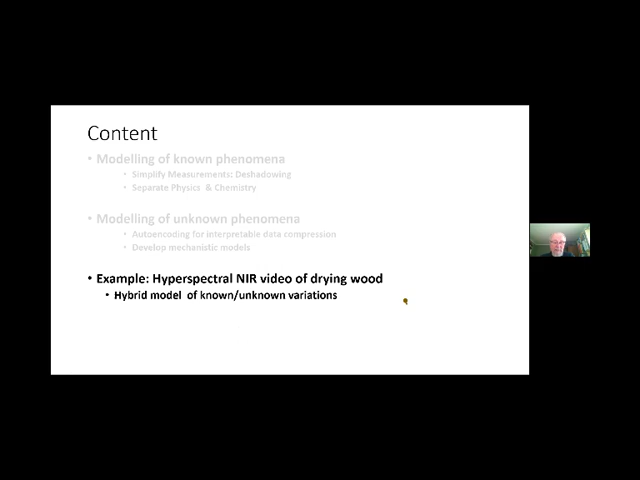 Content
• Modelling of known phenomena
• Simplify Measurements: Deshadowing
• Separate Physics & Chemistry
• Modelling of unknown phenomena
• Autoencoding for interpretable data compression
• Develop mechanistic models
• Example: Hyperspectral NIR video of drying wood
• Hybrid model of known/unknown variations